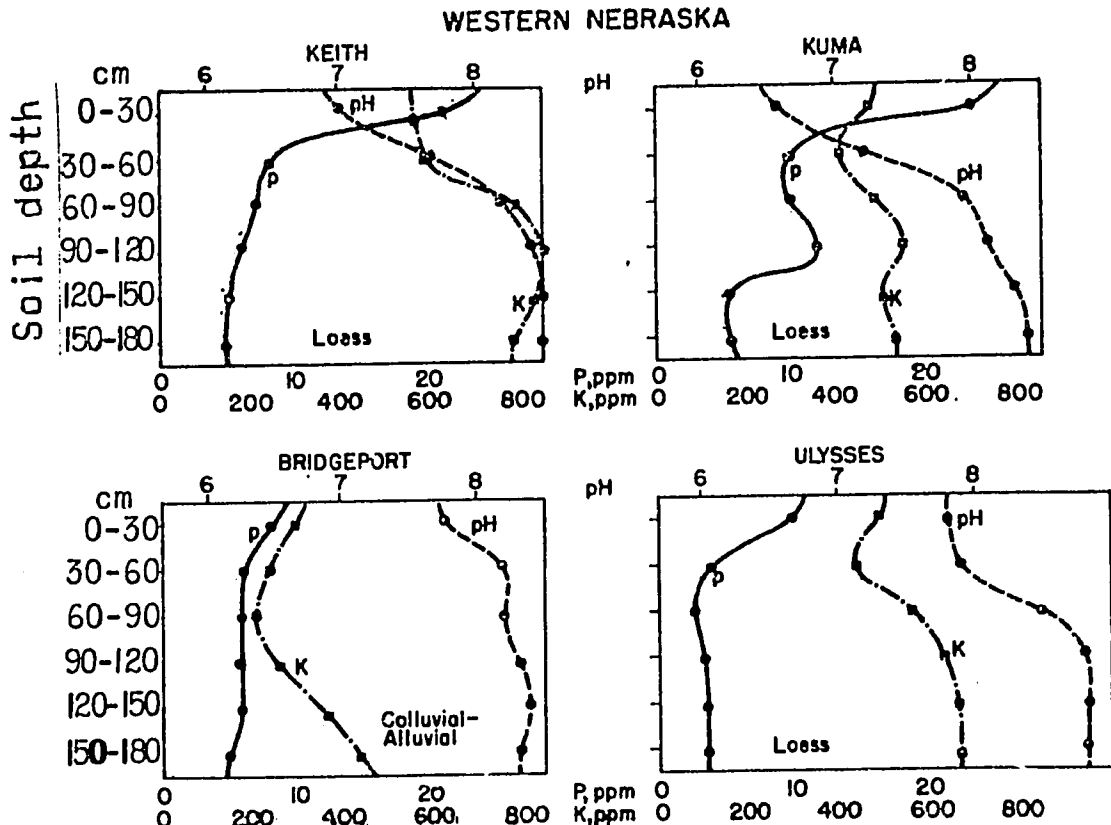 WESTERN NEBRASKA
KEITH
KUMA
cm
6 7 8
pH
6 7 8
Soil depth
0-30
30-60
60-90
90-120
120-150
150-180
pH
P
K
Loess
P
pH
K
Loess
0 10 20
P,ppm 0 10 20
200 400 600 800
K,ppm 200 400 600 800
BRIDGEPORT
ULYSSES
cm
6 7 8
pH
6 7 8
0-30
30-60
60-90
90-120
120-150
150-180
P
pH
K
Colluvial-
Alluvial
pH
P
K
Loess
0 10 20
P,ppm 0 10 20
0 200 400 600 800
K,ppm 0 200 400 600 800